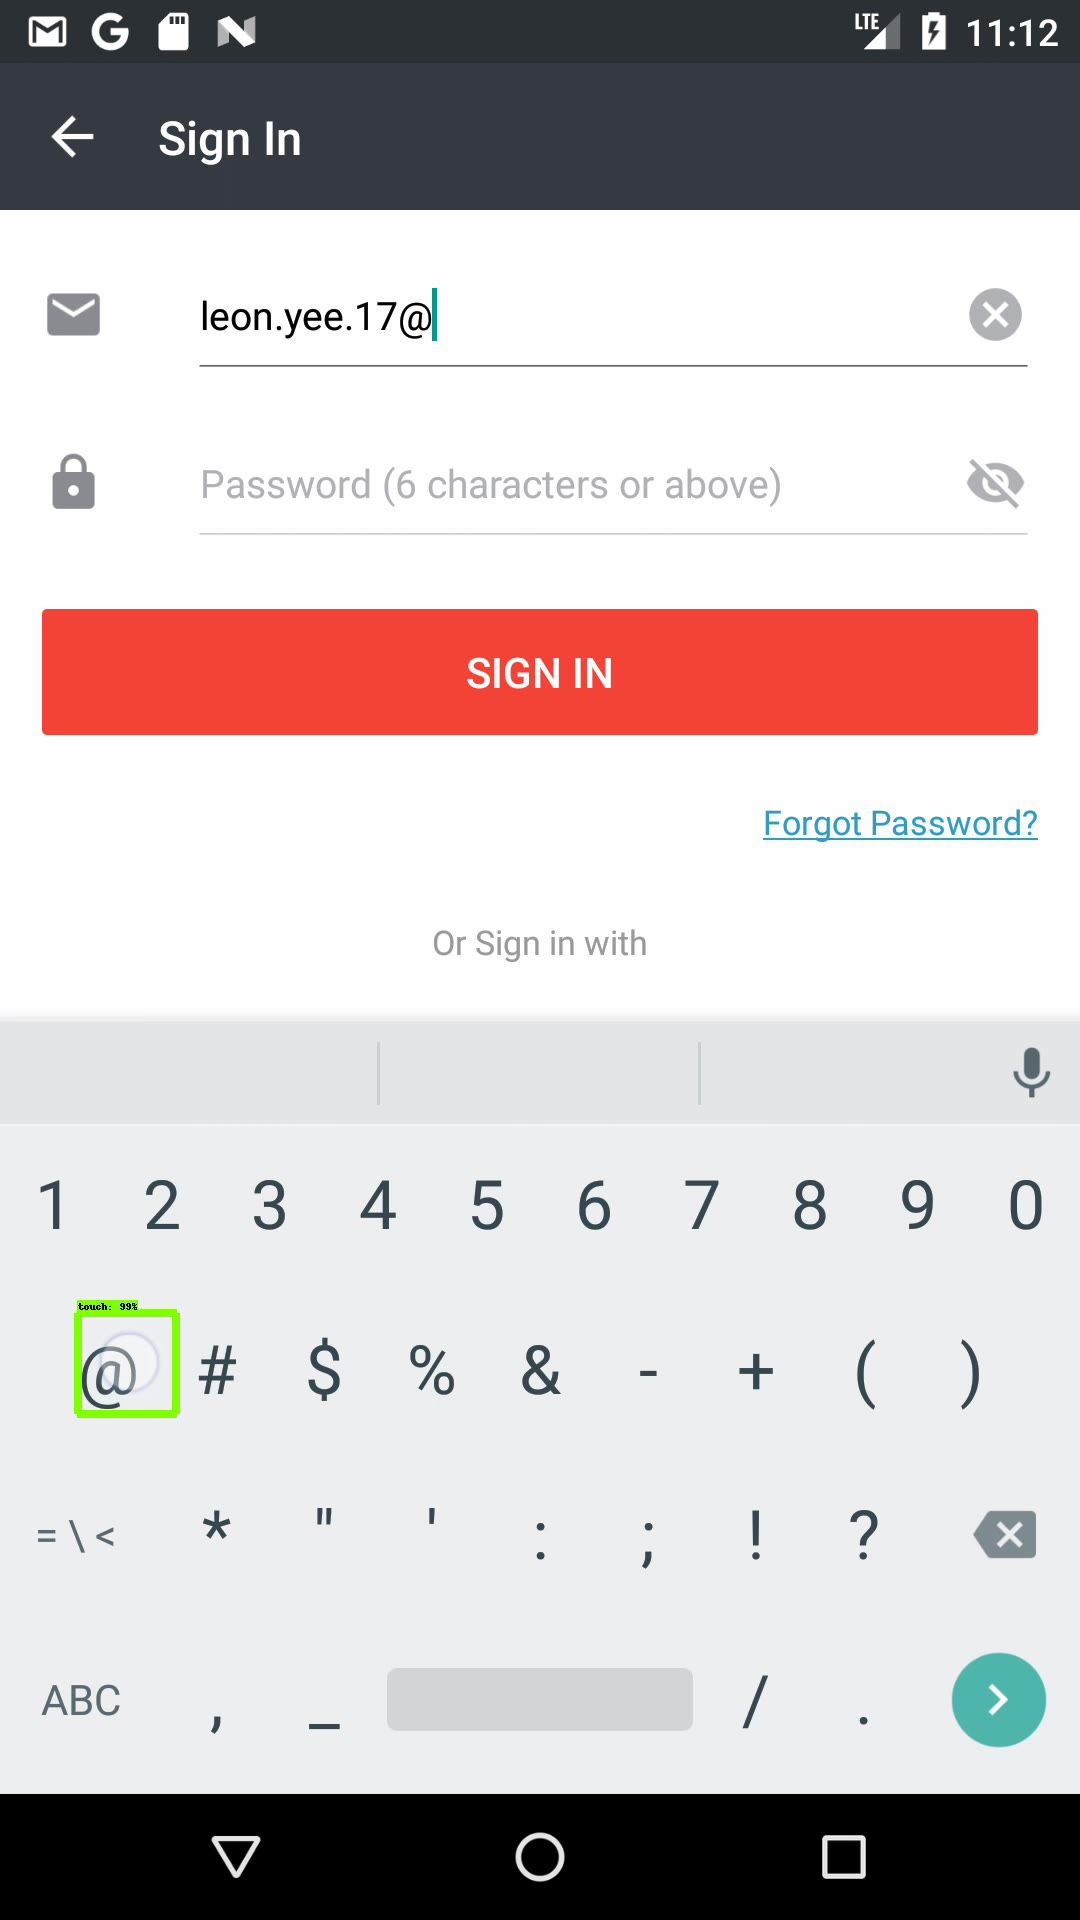 LTE 11:12
Sign In
leon.yee.17@
Password (6 characters or above)
SIGN IN
Forgot Password?
Or Sign in with
1 2 3 4 5 6 7 8 9 0
touch: 99%
@ # $ % & - + ( )
= \ < * " ' : ; ! ?
ABC , _ / .